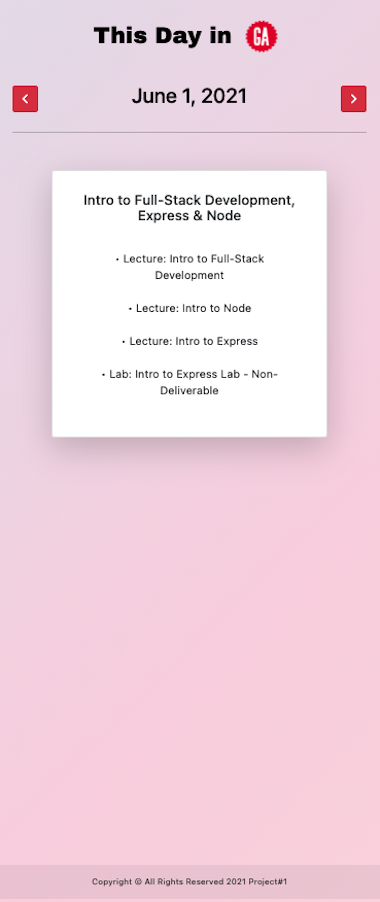 This Day in GA
June 1, 2021
Intro to Full-Stack Development,
Express & Node
• Lecture: Intro to Full-Stack
Development
• Lecture: Intro to Node
• Lecture: Intro to Express
• Lab: Intro to Express Lab - Non-
Deliverable
Copyright © All Rights Reserved 2021 Project#1